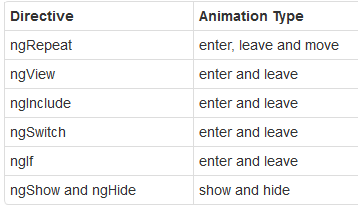 Directive Animation Type
ngRepeat enter, leave and move
ngView enter and leave
ngInclude enter and leave
ngSwitch enter and leave
ngIf enter and leave
ngShow and ngHide show and hide